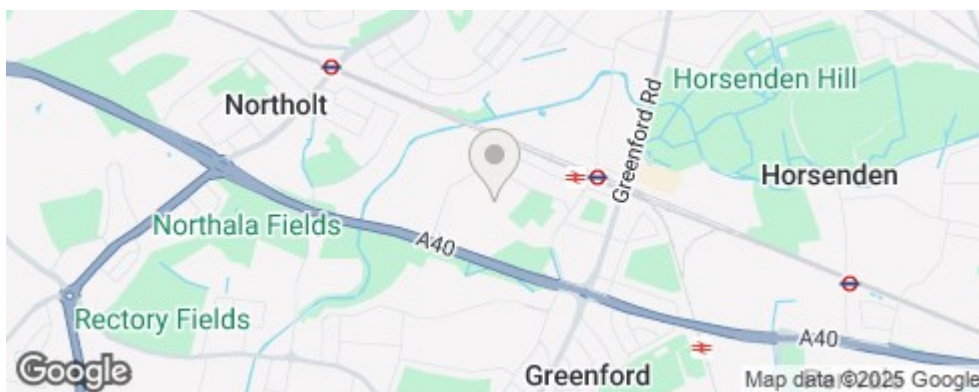 Horsenden Hill
Northolt
Greenford Rd
Horsenden
Northala Fields
A40
Rectory Fields
A40
Greenford
Google
Map data ©2025 Google